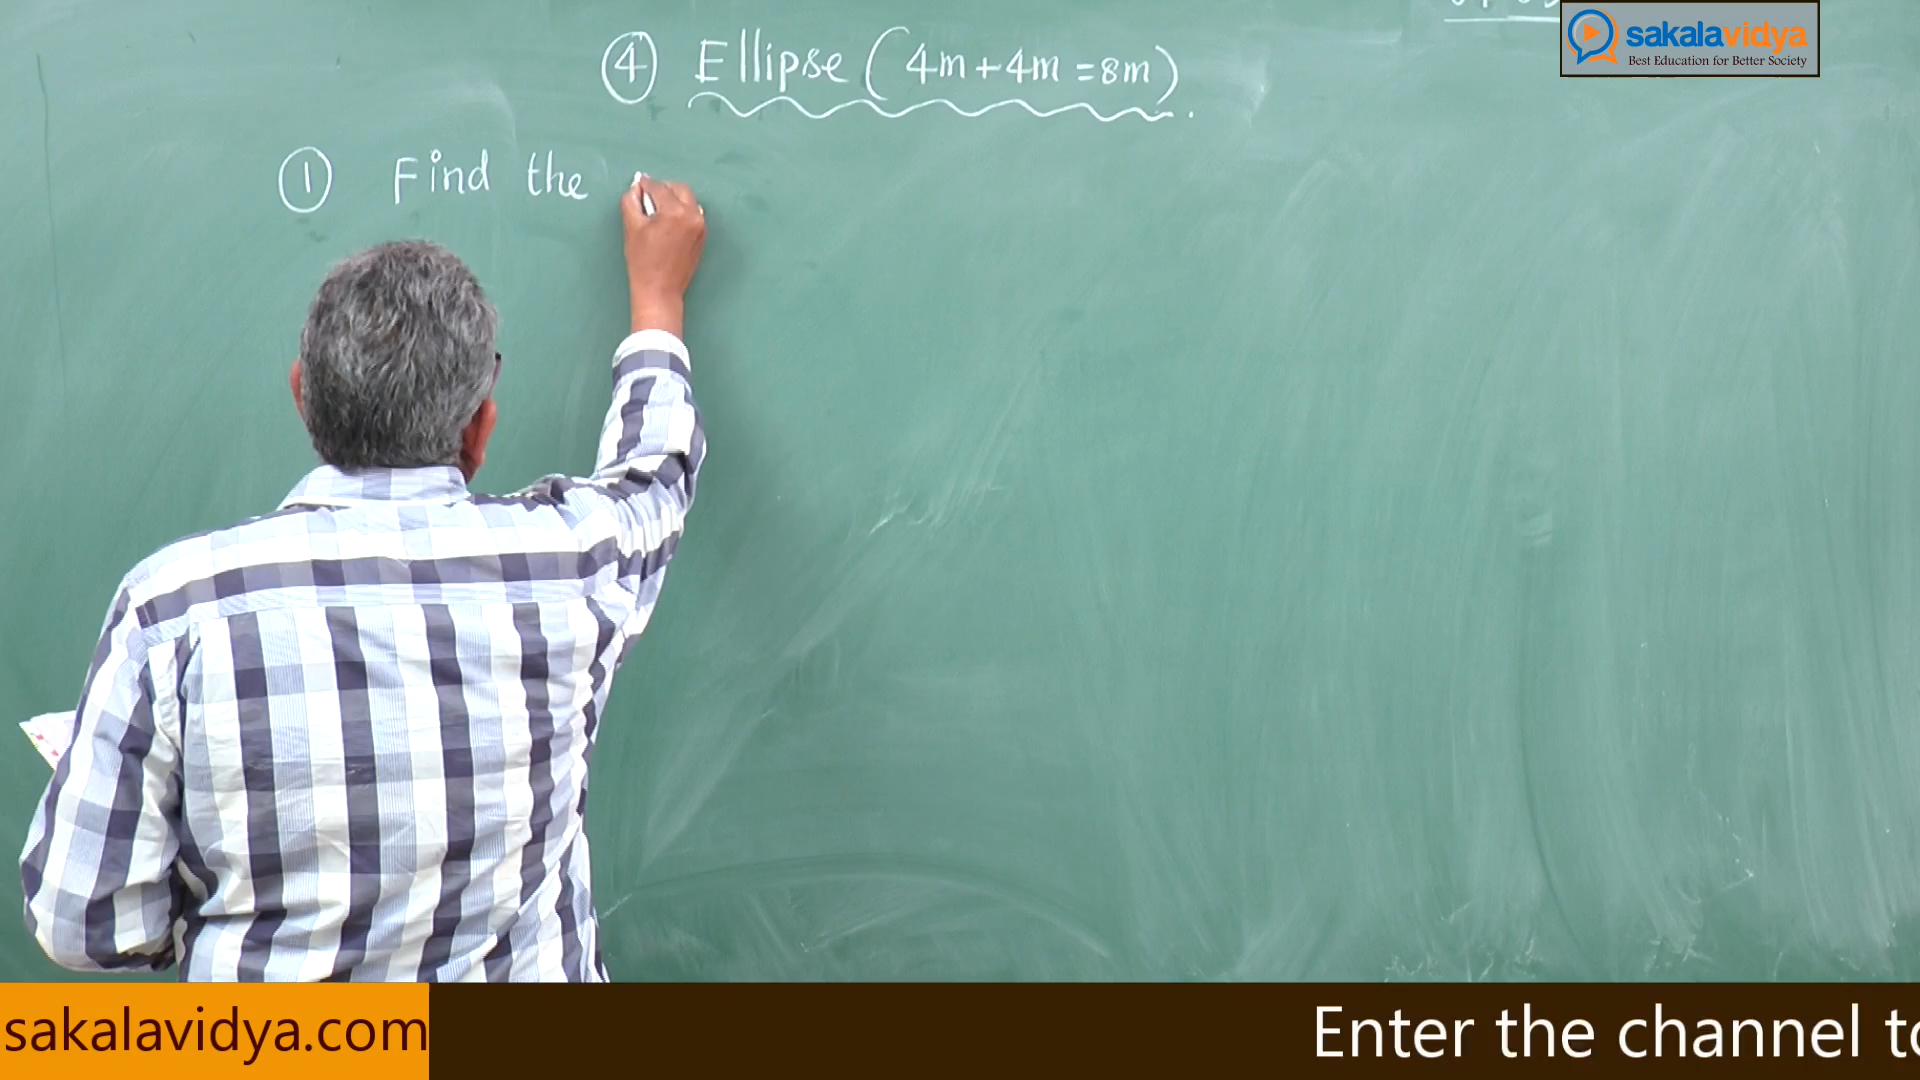 ④ Ellipse (4m+4m=8m).
sakalavidya
Best Education for Better Society
① Find the
sakalavidya.com
Enter the channel to